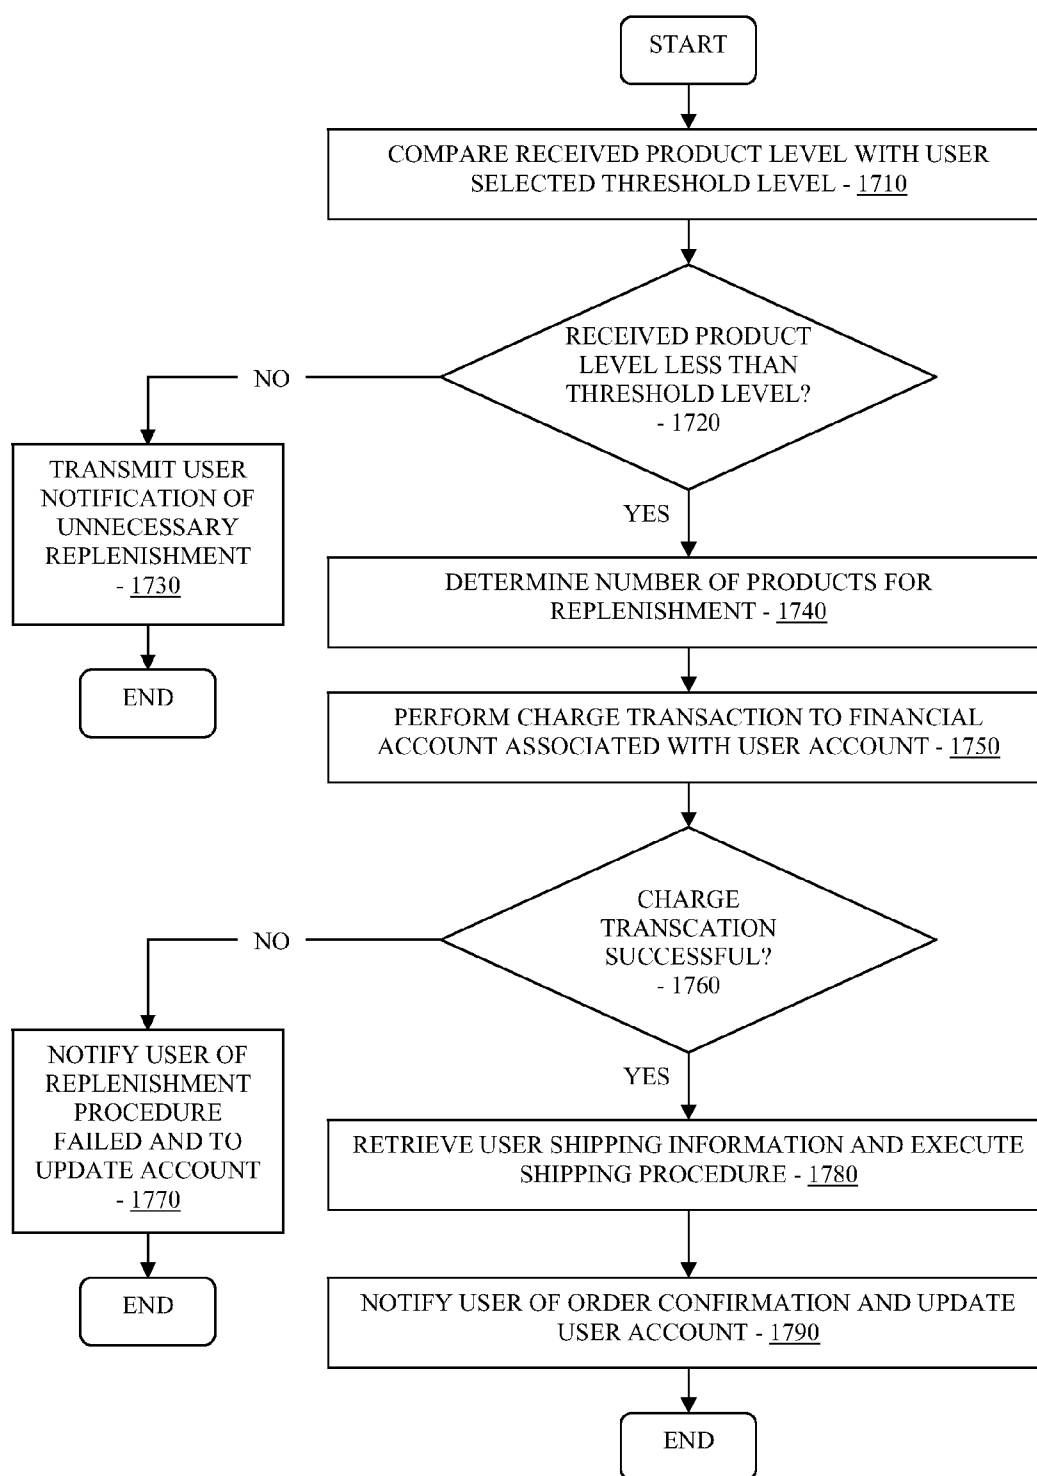 START
COMPARE RECEIVED PRODUCT LEVEL WITH USER
SELECTED THRESHOLD LEVEL - 1710
RECEIVED PRODUCT
LEVEL LESS THAN
THRESHOLD LEVEL?
- 1720
NO
YES
TRANSMIT USER
NOTIFICATION OF
UNNECESSARY
REPLENISHMENT
- 1730
END
DETERMINE NUMBER OF PRODUCTS FOR
REPLENISHMENT - 1740
PERFORM CHARGE TRANSACTION TO FINANCIAL
ACCOUNT ASSOCIATED WITH USER ACCOUNT - 1750
CHARGE
TRANSCATION
SUCCESSFUL?
- 1760
NO
YES
NOTIFY USER OF
REPLENISHMENT
PROCEDURE
FAILED AND TO
UPDATE ACCOUNT
- 1770
END
RETRIEVE USER SHIPPING INFORMATION AND EXECUTE
SHIPPING PROCEDURE - 1780
NOTIFY USER OF ORDER CONFIRMATION AND UPDATE
USER ACCOUNT - 1790
END